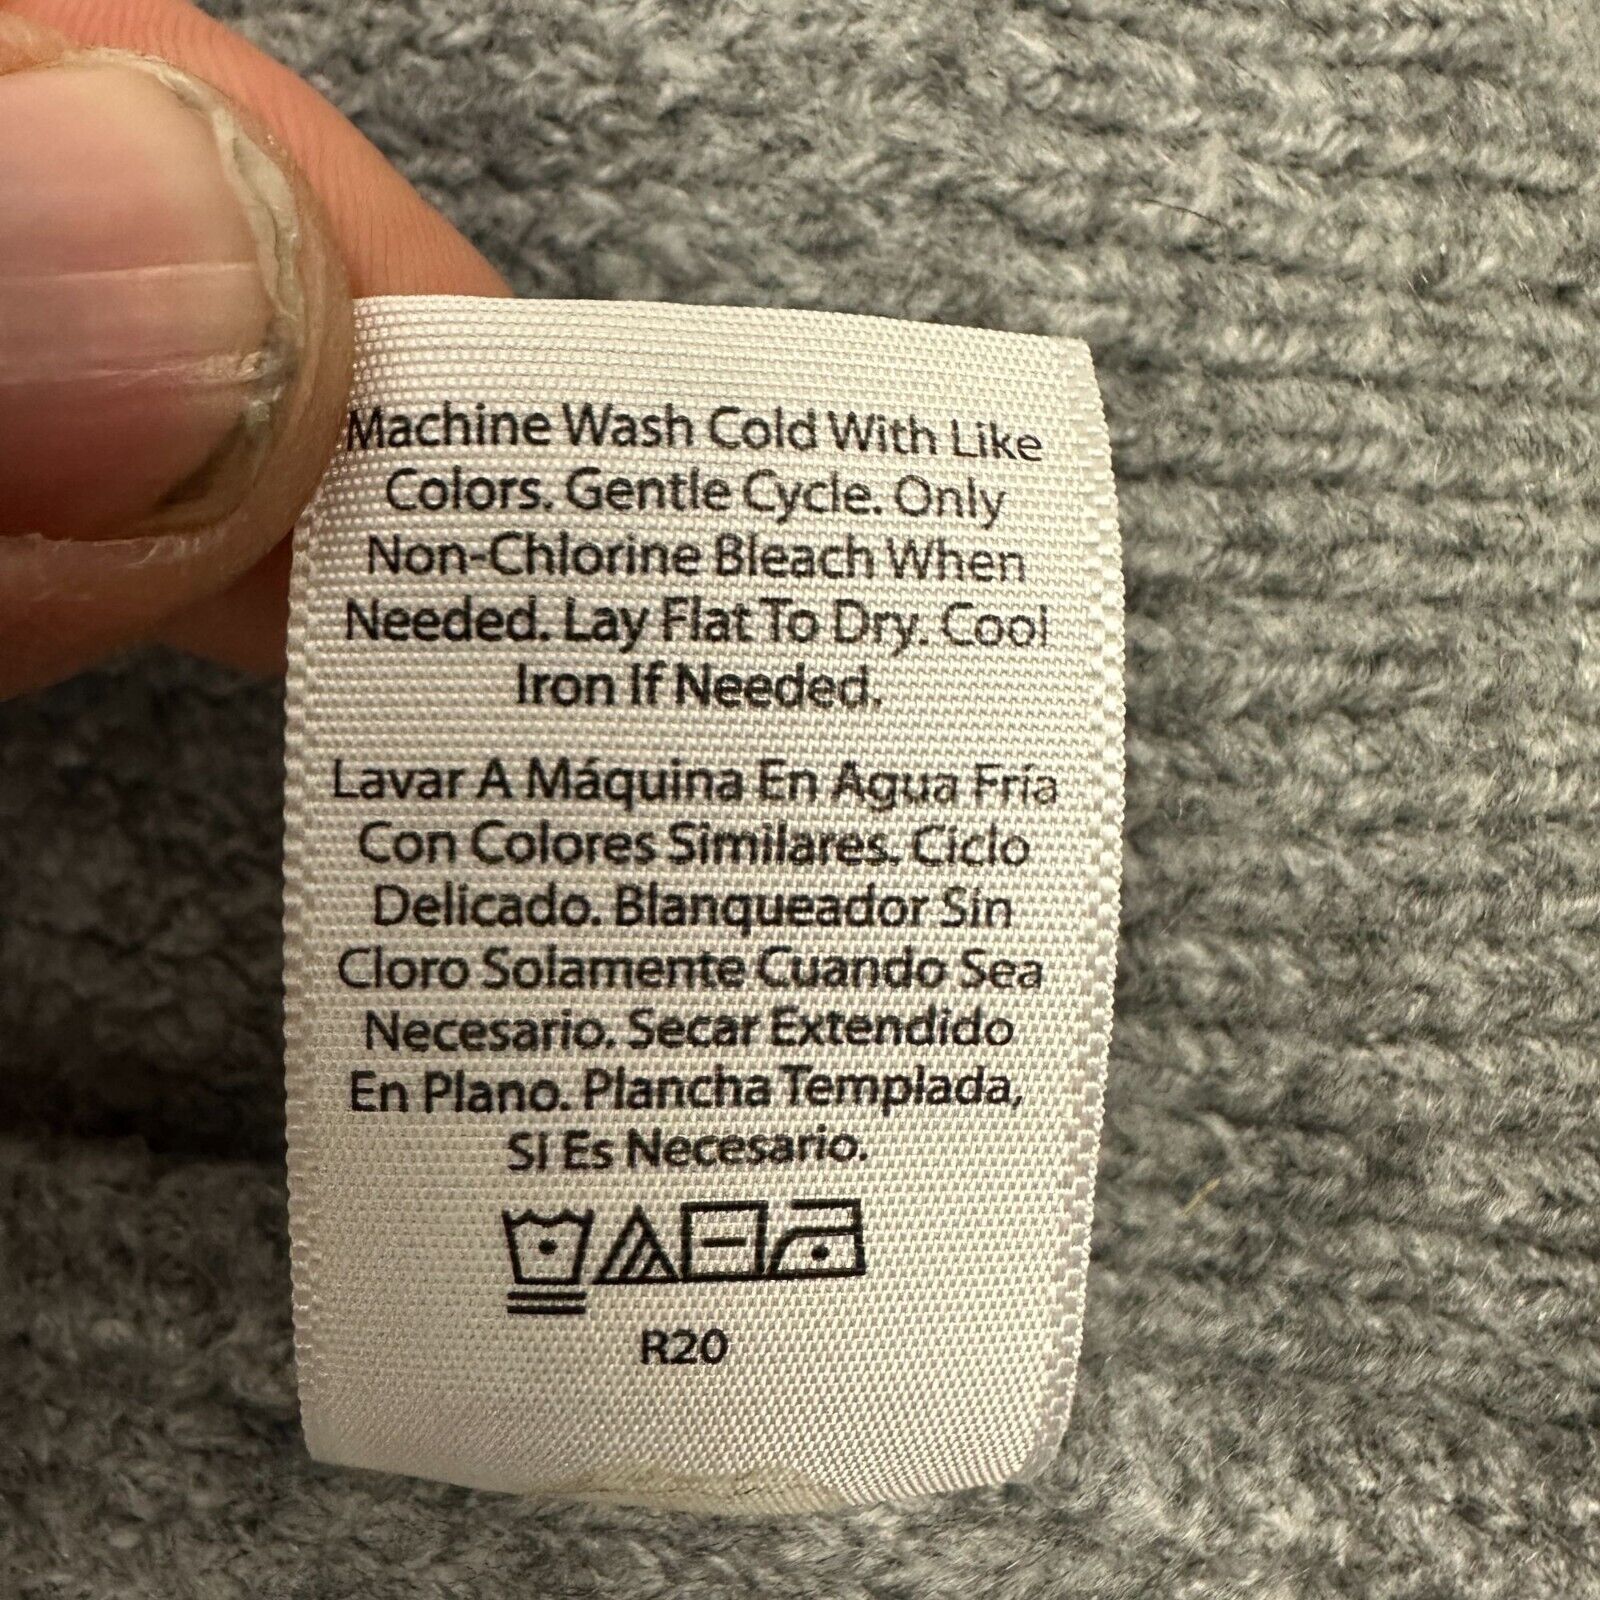 Machine Wash Cold With Like
Colors. Gentle Cycle. Only
Non-Chlorine Bleach When
Needed. Lay Flat To Dry. Cool
Iron If Needed.
Lavar A Máquina En Agua Fría
Con Colores Similares. Ciclo
Delicado. Blanqueador Sin
Cloro Solamente Cuando Sea
Necesario. Secar Extendido
En Plano. Plancha Templada,
SI Es Necesario.
R20